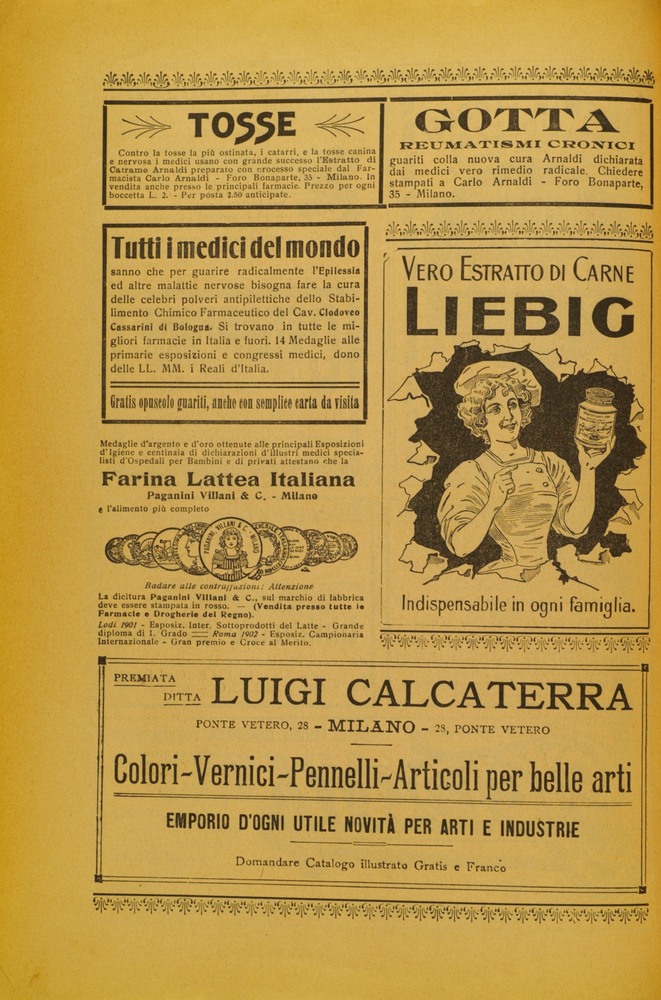 TOSSE
Contro la tosse la più ostinata, i catarri, e la tosse canina
e nervosa i medici usano con grande successo l'Estratto di
Catrame Arnaldi preparato con processo speciale dal Far-
macista Carlo Arnaldi - Foro Bonaparte, 35 - Milano. In
vendita anche presso le principali farmacie. Prezzo per ogni
boccetta L. 2. - Per posta 2.50 anticipate.
GOTTA
REUMATISMI CRONICI
guariti colla nuova cura Arnaldi dichiarata
dai medici vero rimedio radicale. Chiedere
stampati a Carlo Arnaldi - Foro Bonaparte,
35 - Milano.
Tutti i medici del mondo
sanno che per guarire radicalmente l'Epilessia
ed altre malattie nervose bisogna fare la cura
delle celebri polveri antipilettiche dello Stabi-
limento Chimico Farmaceutico del Cav. Clodoveo
Cassarini di Bologna. Si trovano in tutte le mi-
gliori farmacie in Italia e fuori. 14 Medaglie alle
primarie esposizioni e congressi medici, dono
delle LL. MM. i Reali d'Italia.
Gratis opuscolo guariti, anche con semplice carta da visita
VERO ESTRATTO DI CARNE
LIEBIG
Indispensabile in ogni famiglia.
Medaglie d'argento e d'oro ottenute alle principali Esposizioni
d'Igiene e centinaia di dichiarazioni d'illustri medici specia-
listi d'Ospedali per Bambini e di privati attestano che la
Farina Lattea Italiana
Paganini Villani & C. - Milano
è l'alimento più completo
PAGANINI VILLANI & C. - MILANO
Badare alle contraffazioni: Attenzione
La dicitura Paganini Villani & C., sul marchio di fabbrica
deve essere stampata in rosso. — (Vendita presso tutte le
Farmacie e Drogherie del Regno).
Lodi 1901 - Esposiz. Inter. Sottoprodotti del Latte - Grande
diploma di I. Grado — Roma 1902 - Esposiz. Campionaria
Internazionale - Gran premio e Croce al Merito.
PREMIATA
DITTA LUIGI CALCATERRA
PONTE VETERO, 28 - MILANO - 28, PONTE VETERO
Colori-Vernici-Pennelli-Articoli per belle arti
EMPORIO D'OGNI UTILE NOVITÀ PER ARTI E INDUSTRIE
Domandare Catalogo illustrato Gratis e Franco